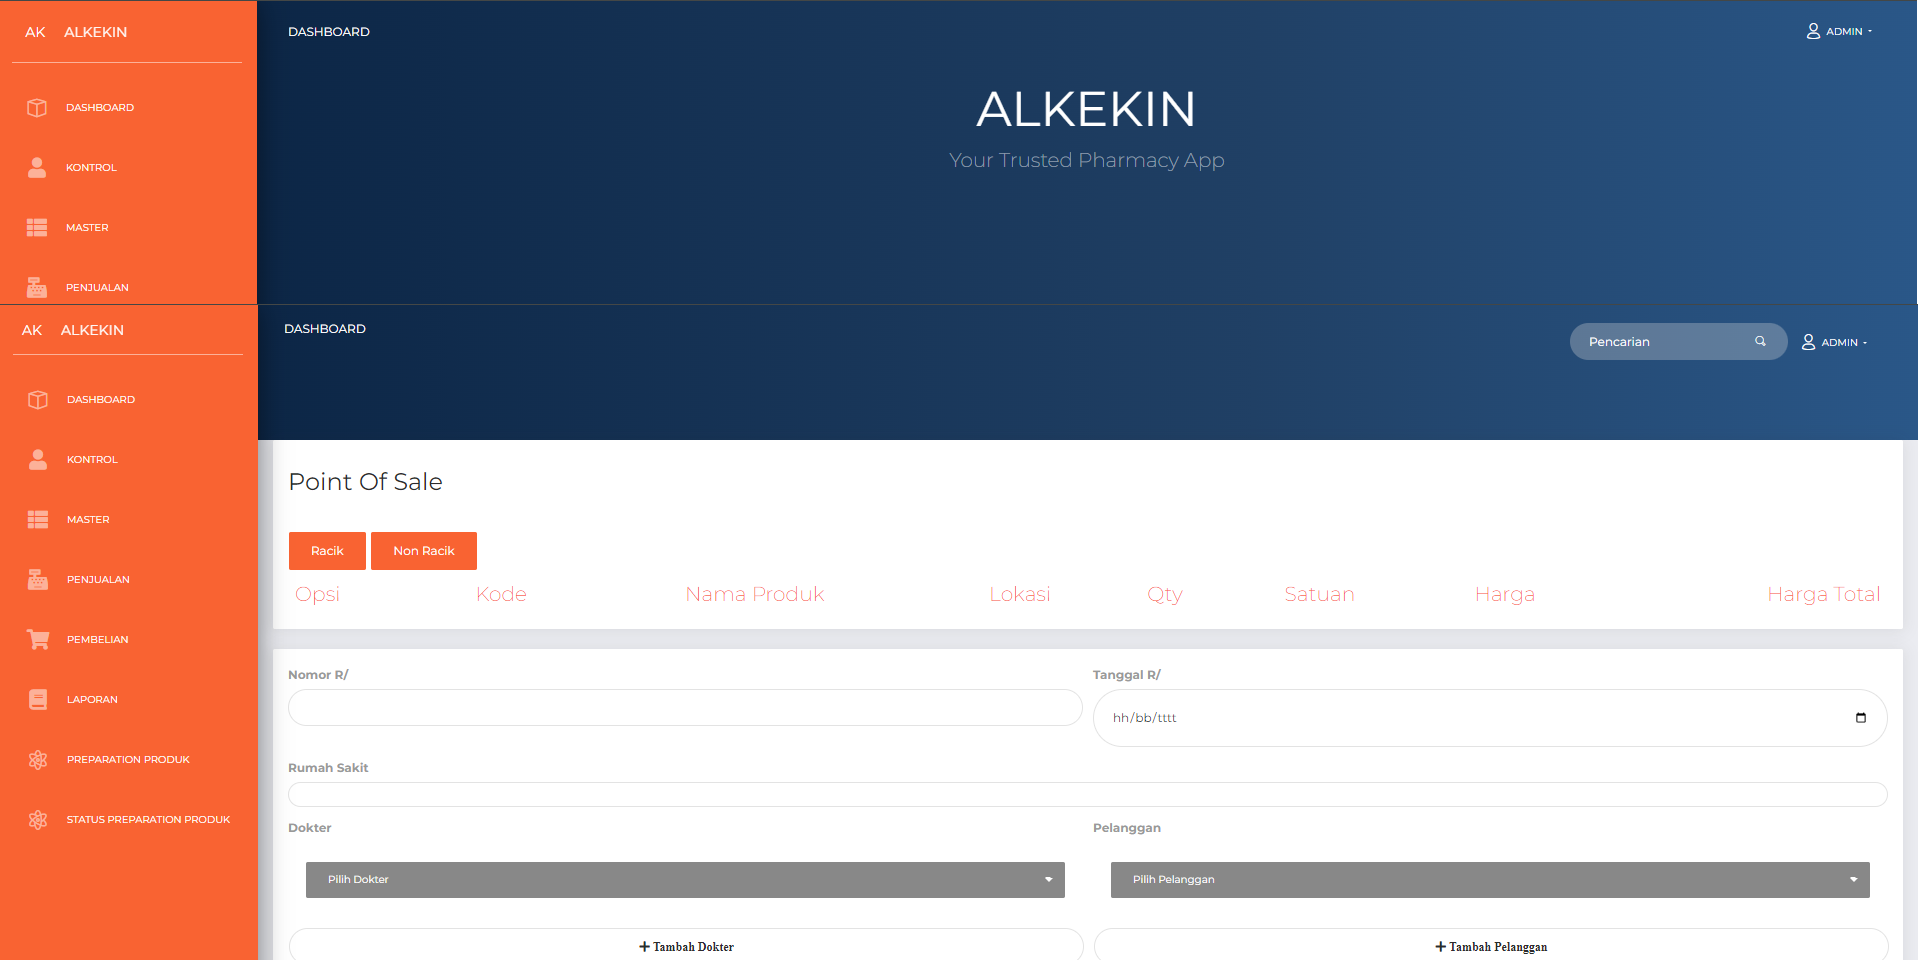 AK ALKEKIN
DASHBOARD
KONTROL
MASTER
PENJUALAN
DASHBOARD
ADMIN
ALKEKIN
Your Trusted Pharmacy App
AK ALKEKIN
DASHBOARD
KONTROL
MASTER
PENJUALAN
PEMBELIAN
LAPORAN
PREPARATION PRODUK
STATUS PREPARATION PRODUK
DASHBOARD
Pencarian
ADMIN
Point Of Sale
Racik Non Racik
Opsi Kode Nama Produk Lokasi Qty Satuan Harga Harga Total
Nomor R/ Tanggal R/
hh/bb/tttt
Rumah Sakit
Dokter Pelanggan
Pilih Dokter Pilih Pelanggan
+ Tambah Dokter + Tambah Pelanggan